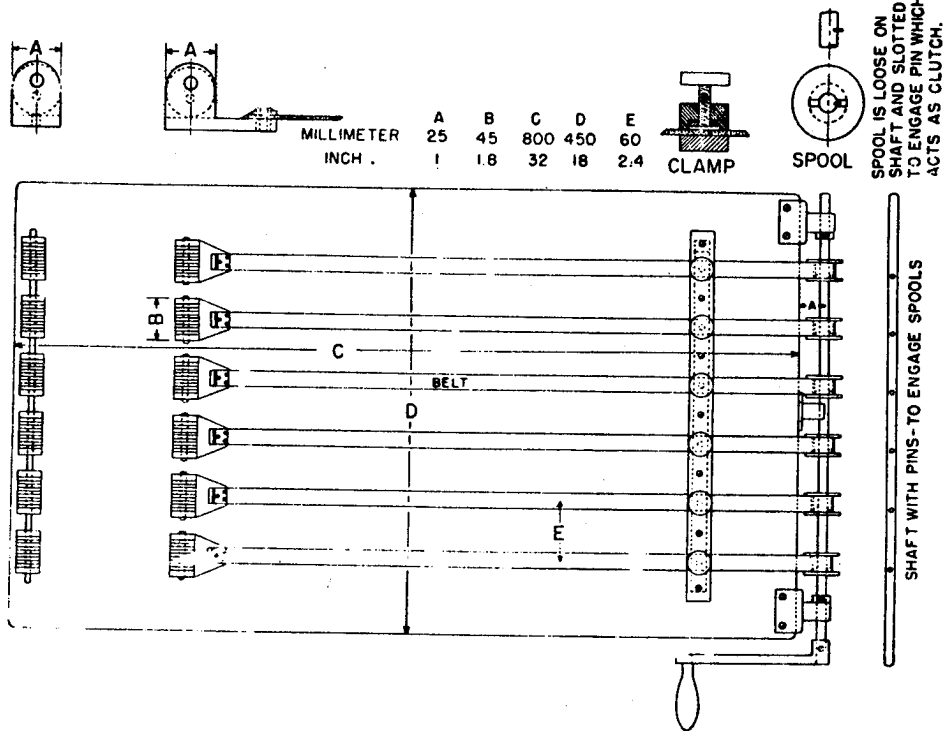 A
A
A B C D E
MILLIMETER 25 45 800 450 60
INCH . 1 1.8 32 18 2.4
CLAMP
SPOOL
SPOOL IS LOOSE ON
SHAFT AND SLOTTED
TO ENGAGE PIN WHICH
ACTS AS CLUTCH.
A
B
C
BELT
D
E
SHAFT WITH PINS-TO ENGAGE SPOOLS